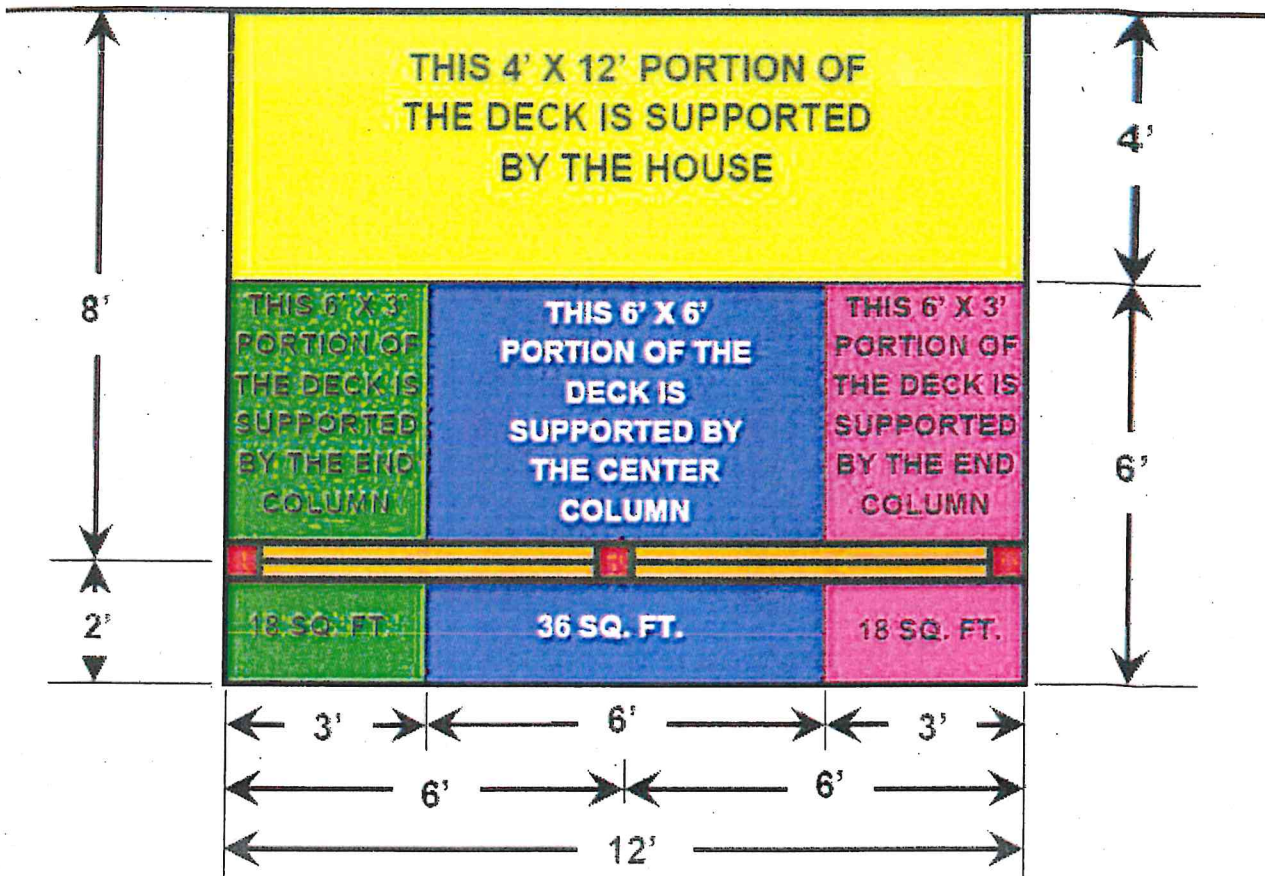 THIS 4' X 12' PORTION OF
THE DECK IS SUPPORTED
BY THE HOUSE
4'
8'
THIS 6' X 3'
PORTION OF
THE DECK IS
SUPPORTED
BY THE END
COLUMN
THIS 6' X 6'
PORTION OF THE
DECK IS
SUPPORTED BY
THE CENTER
COLUMN
THIS 6' X 3'
PORTION OF
THE DECK IS
SUPPORTED
BY THE END
COLUMN
6'
2'
18 SQ. FT.
36 SQ. FT.
18 SQ. FT.
3'
6'
3'
6'
6'
12'